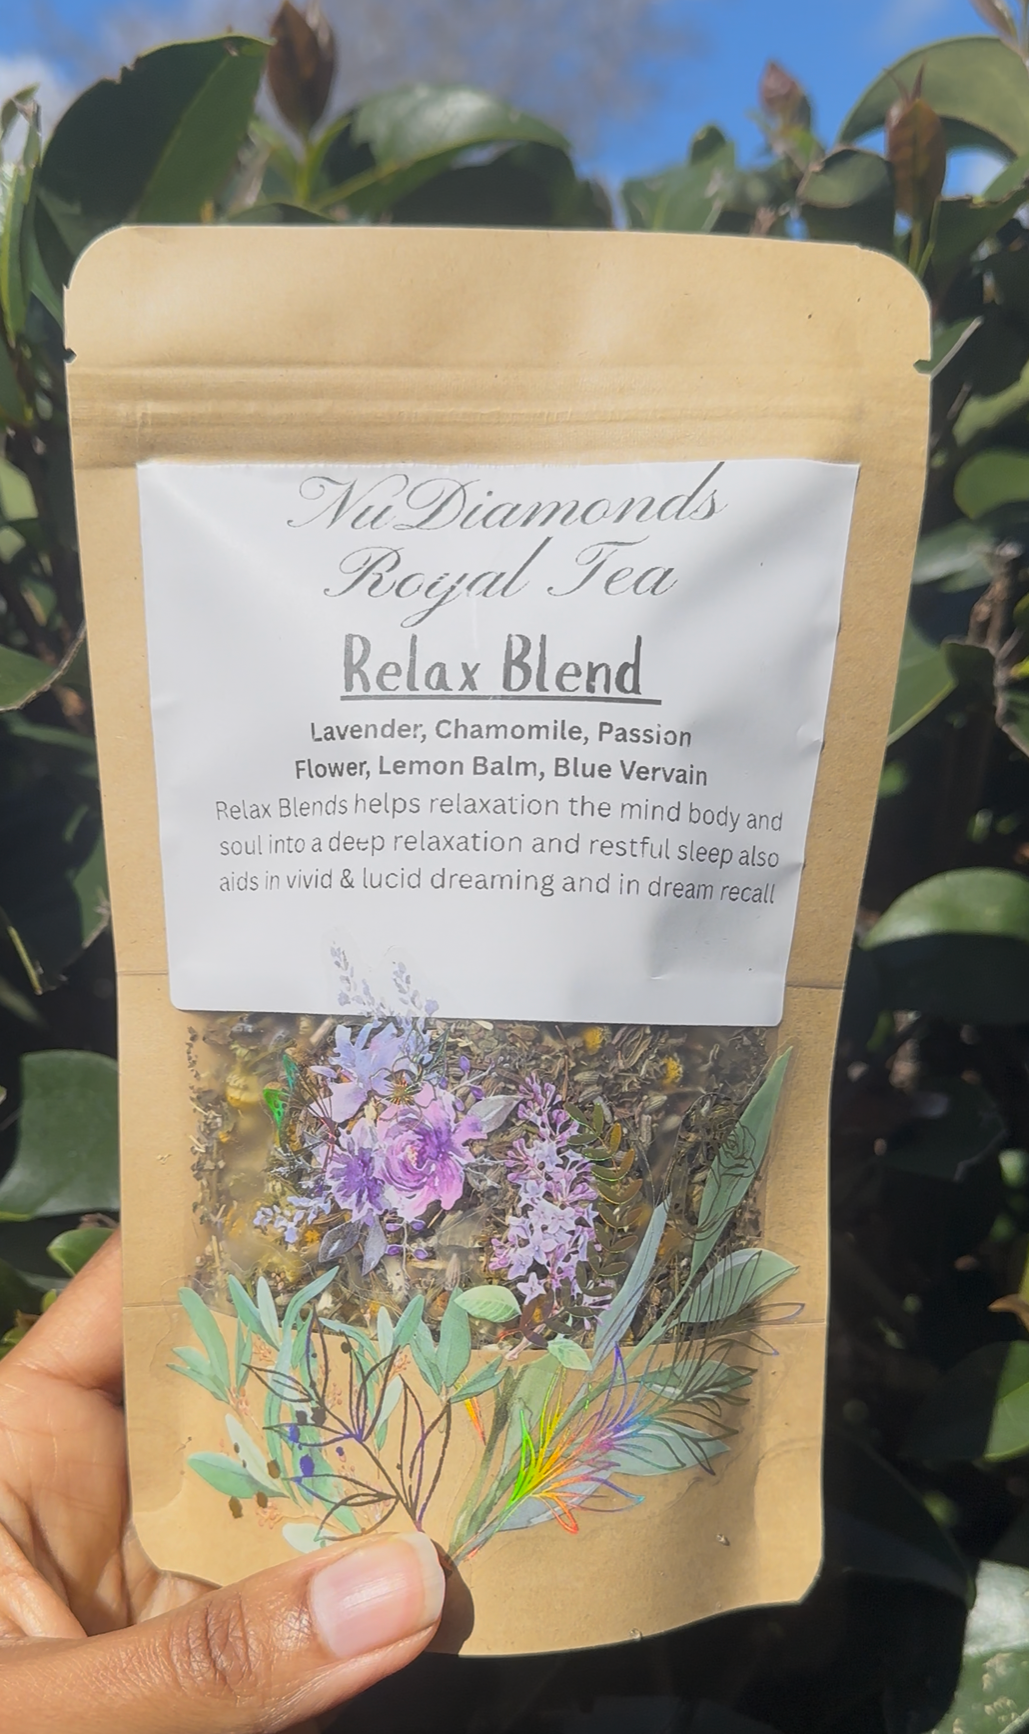 NuDiamonds
Royal Tea
Relax Blend
Lavender, Chamomile, Passion
Flower, Lemon Balm, Blue Vervain
Relax Blends helps relaxation the mind body and
soul into a deep relaxation and restful sleep also
aids in vivid & lucid dreaming and in dream recall